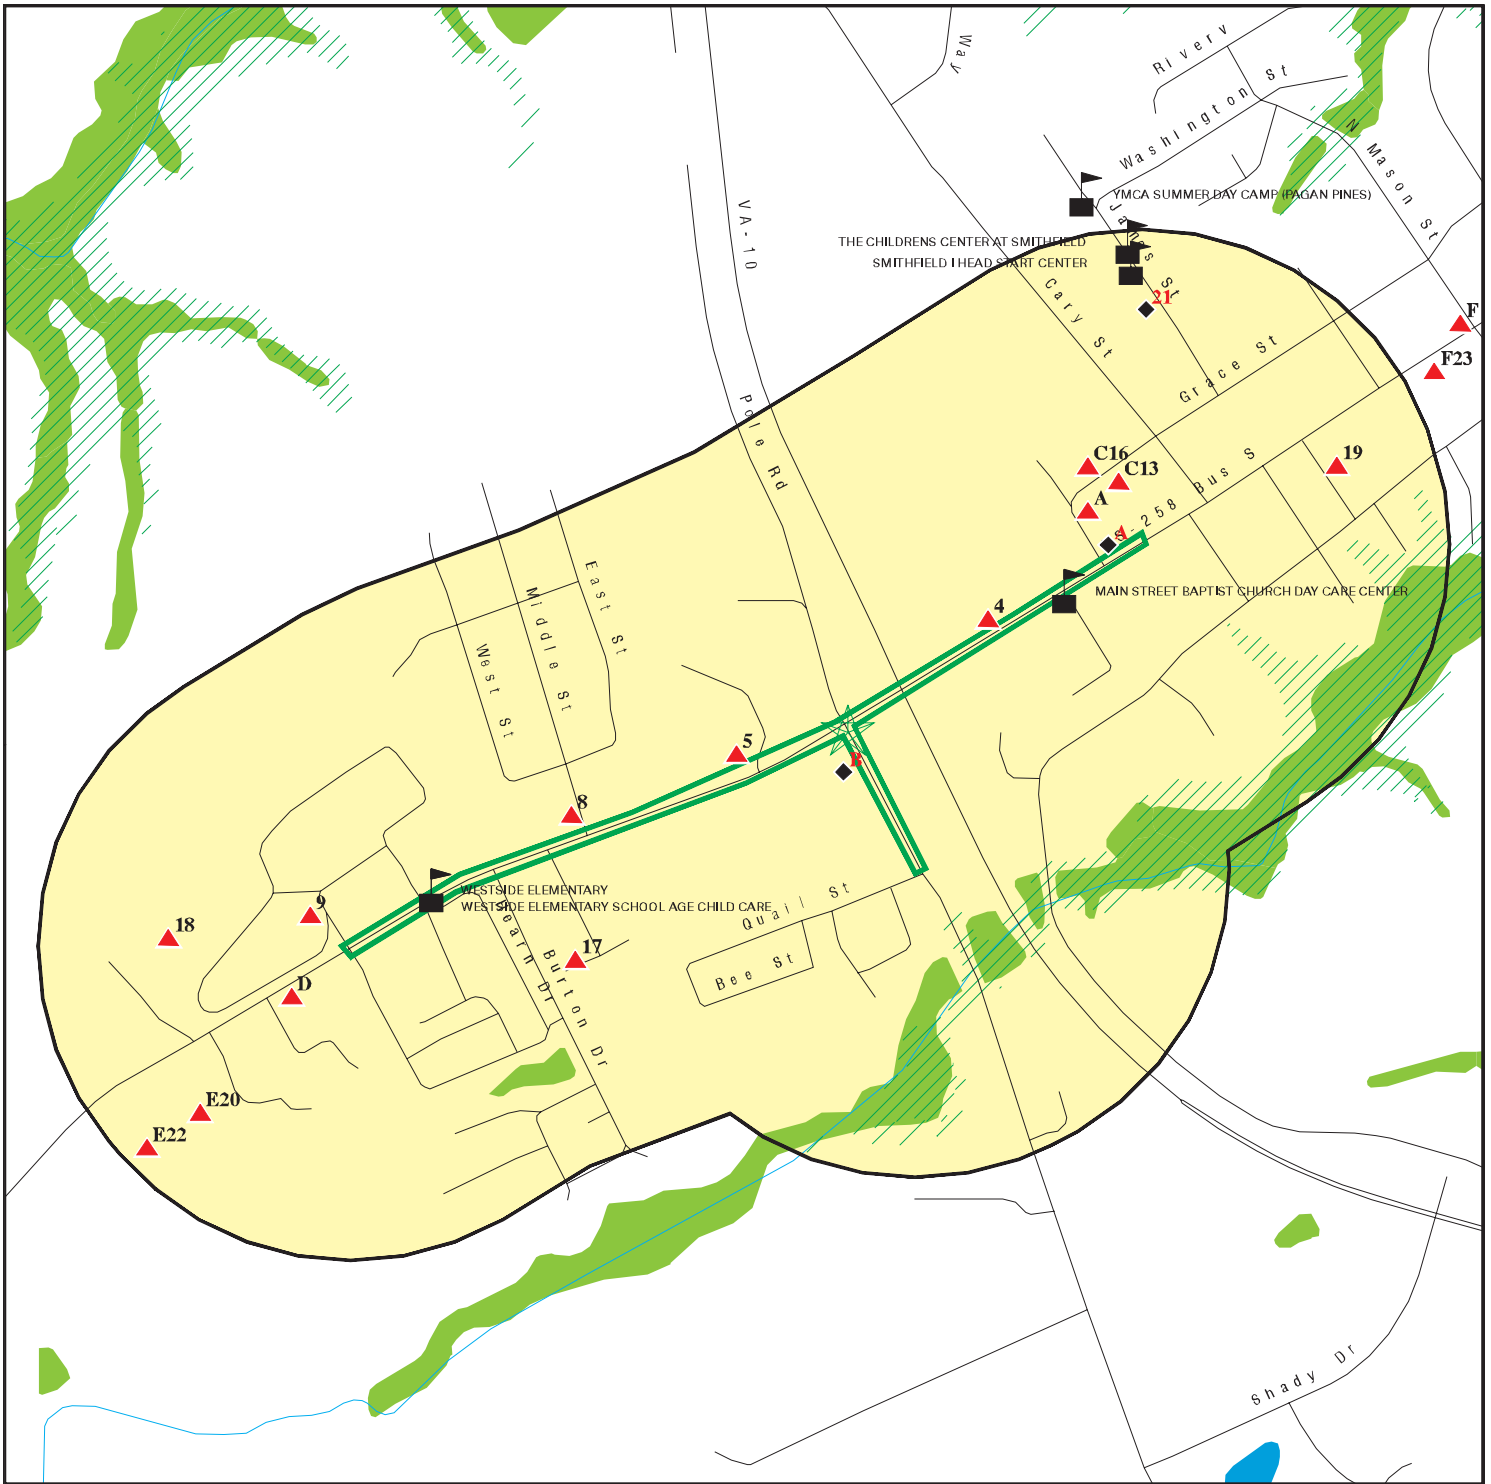 Way
Riverv
Washington St
N Mason St
YMCA SUMMER DAY CAMP (PAGAN PINES)
James St
VA-10
THE CHILDRENS CENTER AT SMITHFIELD
SMITHFIELD I HEAD START CENTER
21
Cary St
F
Grace St
F23
Pole Rd
C16
C13
19
A
-258 Bus S
A
East St
Middle St
MAIN STREET BAPTIST CHURCH DAY CARE CENTER
4
West St
5
B
8
WESTSIDE ELEMENTARY
WESTSIDE ELEMENTARY SCHOOL AGE CHILD CARE
Quail St
9
18
17
Burton Dr
Bee St
D
E20
E22
Shady Dr